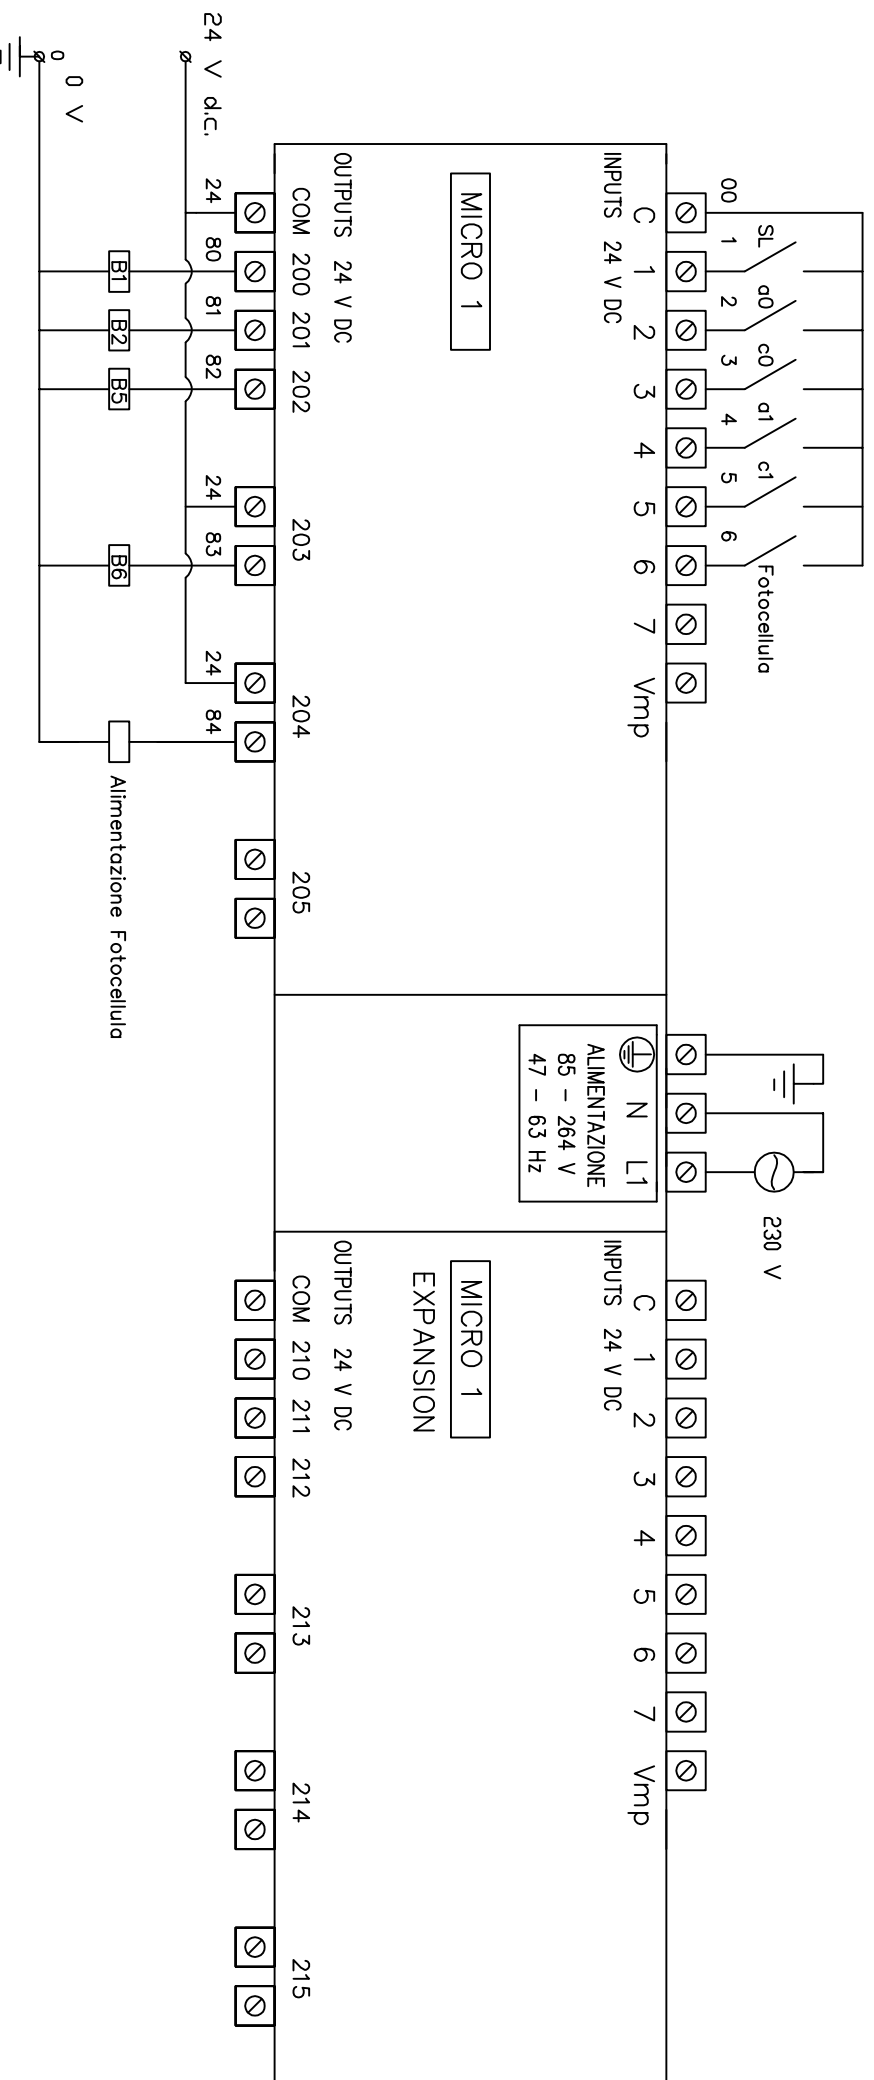 SL a0 c0 a1 c1 Fotocellula
00 1 2 3 4 5 6
C 1 2 3 4 5 6 7 Vmp
INPUTS 24 V DC
MICRO 1
OUTPUTS 24 V DC
COM 200 201 202 203 204 205
24 V d.c.
24 80 81 82 24 83 24 84
B1 B2 B5 B6 Alimentazione Fotocellula
0 V
0
230 V
N L1
ALIMENTAZIONE
85 - 264 V
47 - 63 Hz
C 1 2 3 4 5 6 7 Vmp
INPUTS 24 V DC
MICRO 1
EXPANSION
OUTPUTS 24 V DC
COM 210 211 212 213 214 215